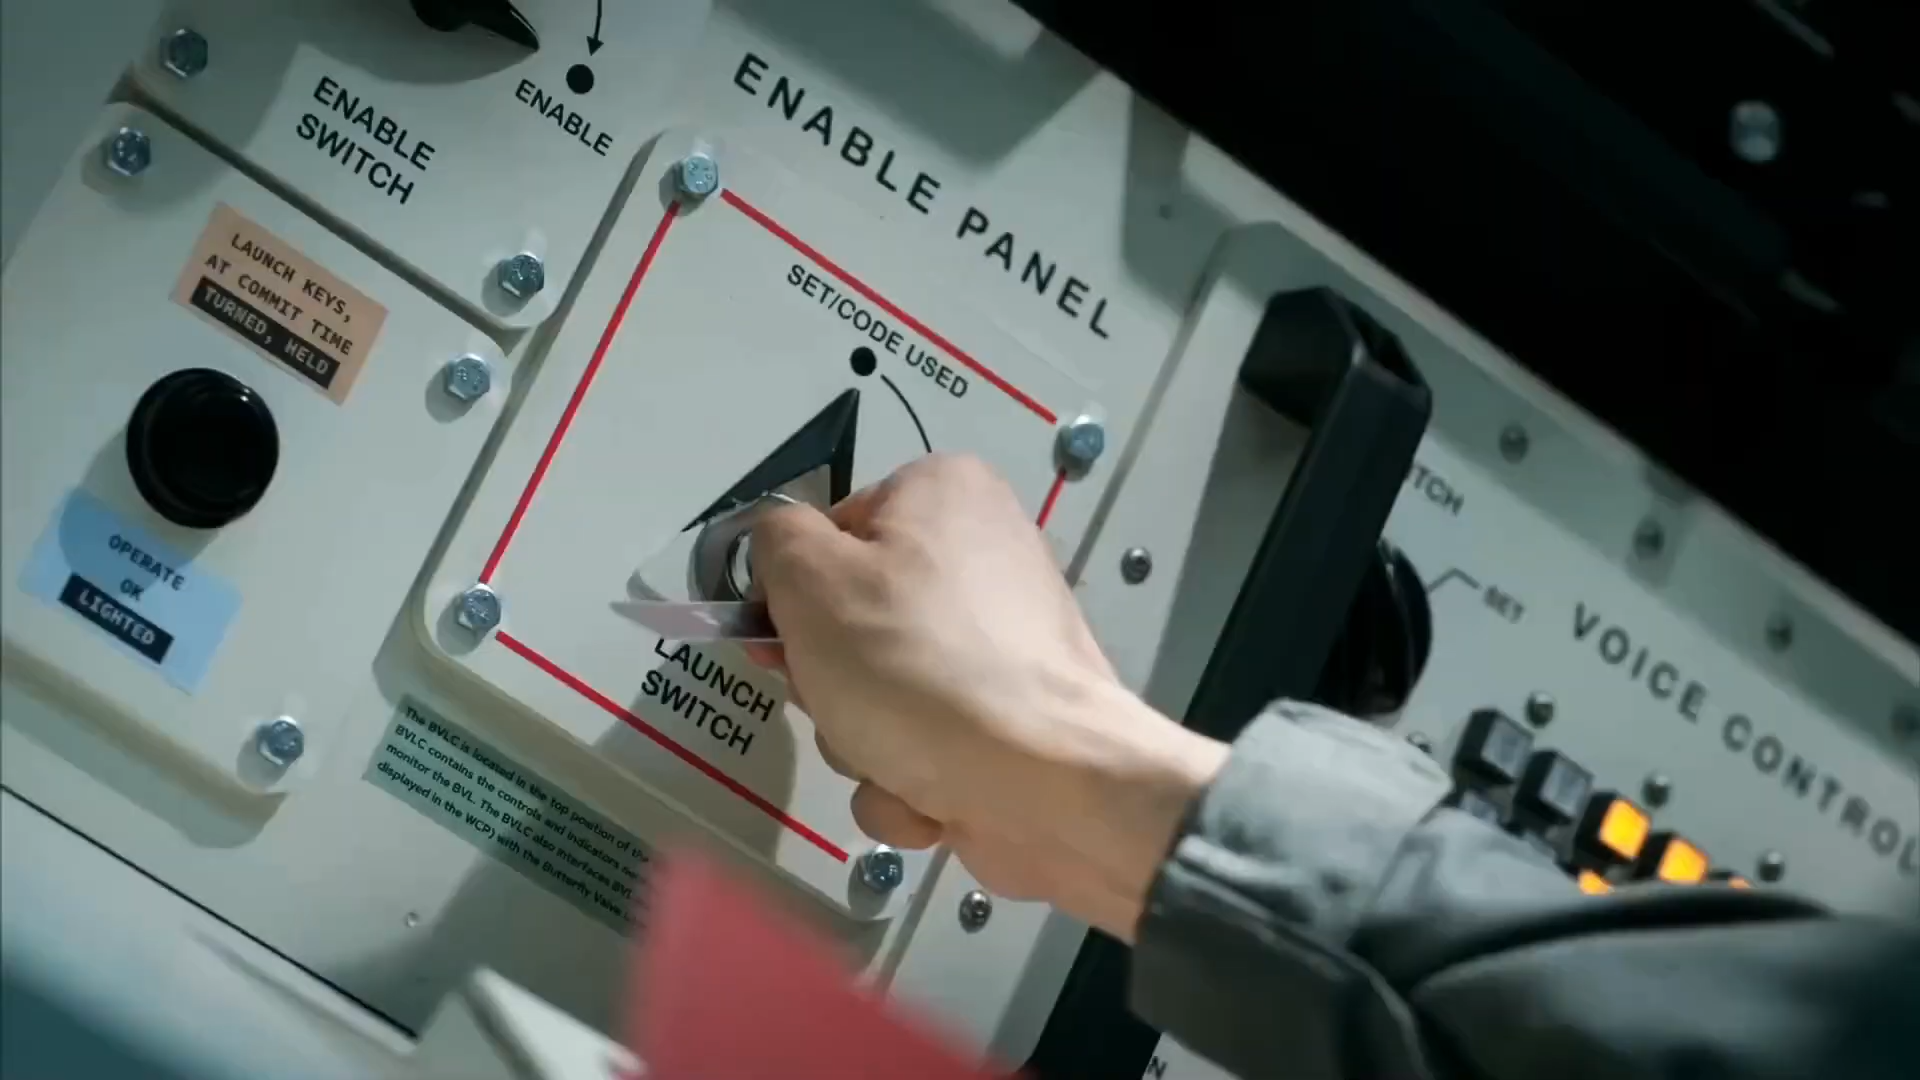 ENABLE
SWITCH
ENABLE
ENABLE PANEL
LAUNCH KEYS,
AT COMMIT TIME
TURNED, HELD
SET/CODE USED
OPERATE
OK
LIGHTED
LAUNCH
SWITCH
The BVLC is located in the top position of the
BVLC contains the controls and indicators
monitor the BVL. The BVLC also interfaces
displayed in the WCP) with the Butterfly Valve
SET
VOICE CONTROL